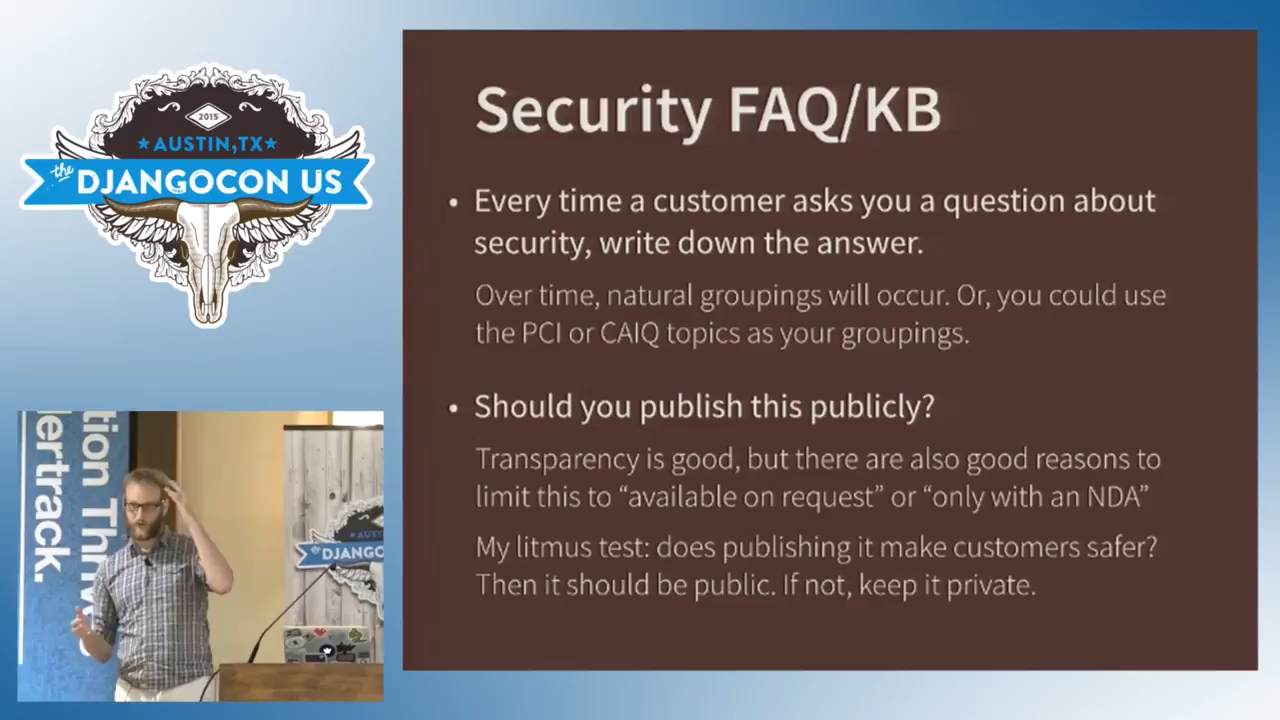 2015
AUSTIN, TX
the
DJANGOCON US
Security FAQ/KB
• Every time a customer asks you a question about
security, write down the answer.
Over time, natural groupings will occur. Or, you could use
the PCI or CAIQ topics as your groupings.
• Should you publish this publicly?
Transparency is good, but there are also good reasons to
limit this to “available on request” or “only with an NDA”
My litmus test: does publishing it make customers safer?
Then it should be public. If not, keep it private.
tion Thri
ertrack.
the DJANGO